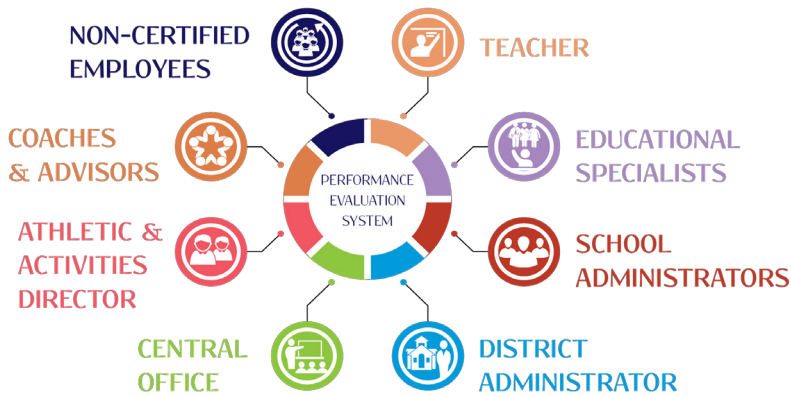 NON-CERTIFIED
EMPLOYEES
TEACHER
COACHES
& ADVISORS
EDUCATIONAL
SPECIALISTS
PERFORMANCE
EVALUATION
SYSTEM
ATHLETIC &
ACTIVITIES
DIRECTOR
SCHOOL
ADMINISTRATORS
CENTRAL
OFFICE
DISTRICT
ADMINISTRATOR